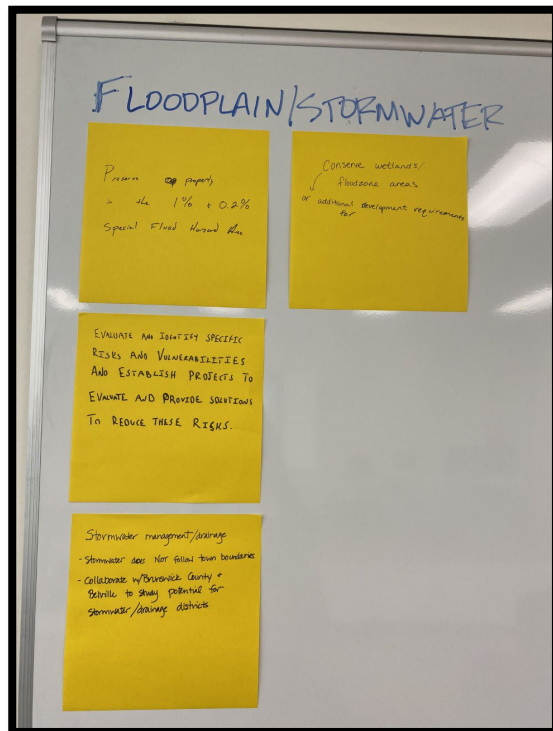 FLOODPLAIN/STORMWATER
Preserve property
in the 1% + 0.2%
Special Flood Hazard Area
Conserve wetlands/
floodzone areas
or additional development requirements
for
EVALUATE AND IDENTIFY SPECIFIC
RISKS AND VULNERABILITIES
AND ESTABLISH PROJECTS TO
EVALUATE AND PROVIDE SOLUTIONS
TO REDUCE THESE RISKS.
Stormwater management/drainage
- Stormwater does NOT follow town boundaries
- Collaborate w/Brunswick County +
Belville to study potential for
stormwater/drainage districts